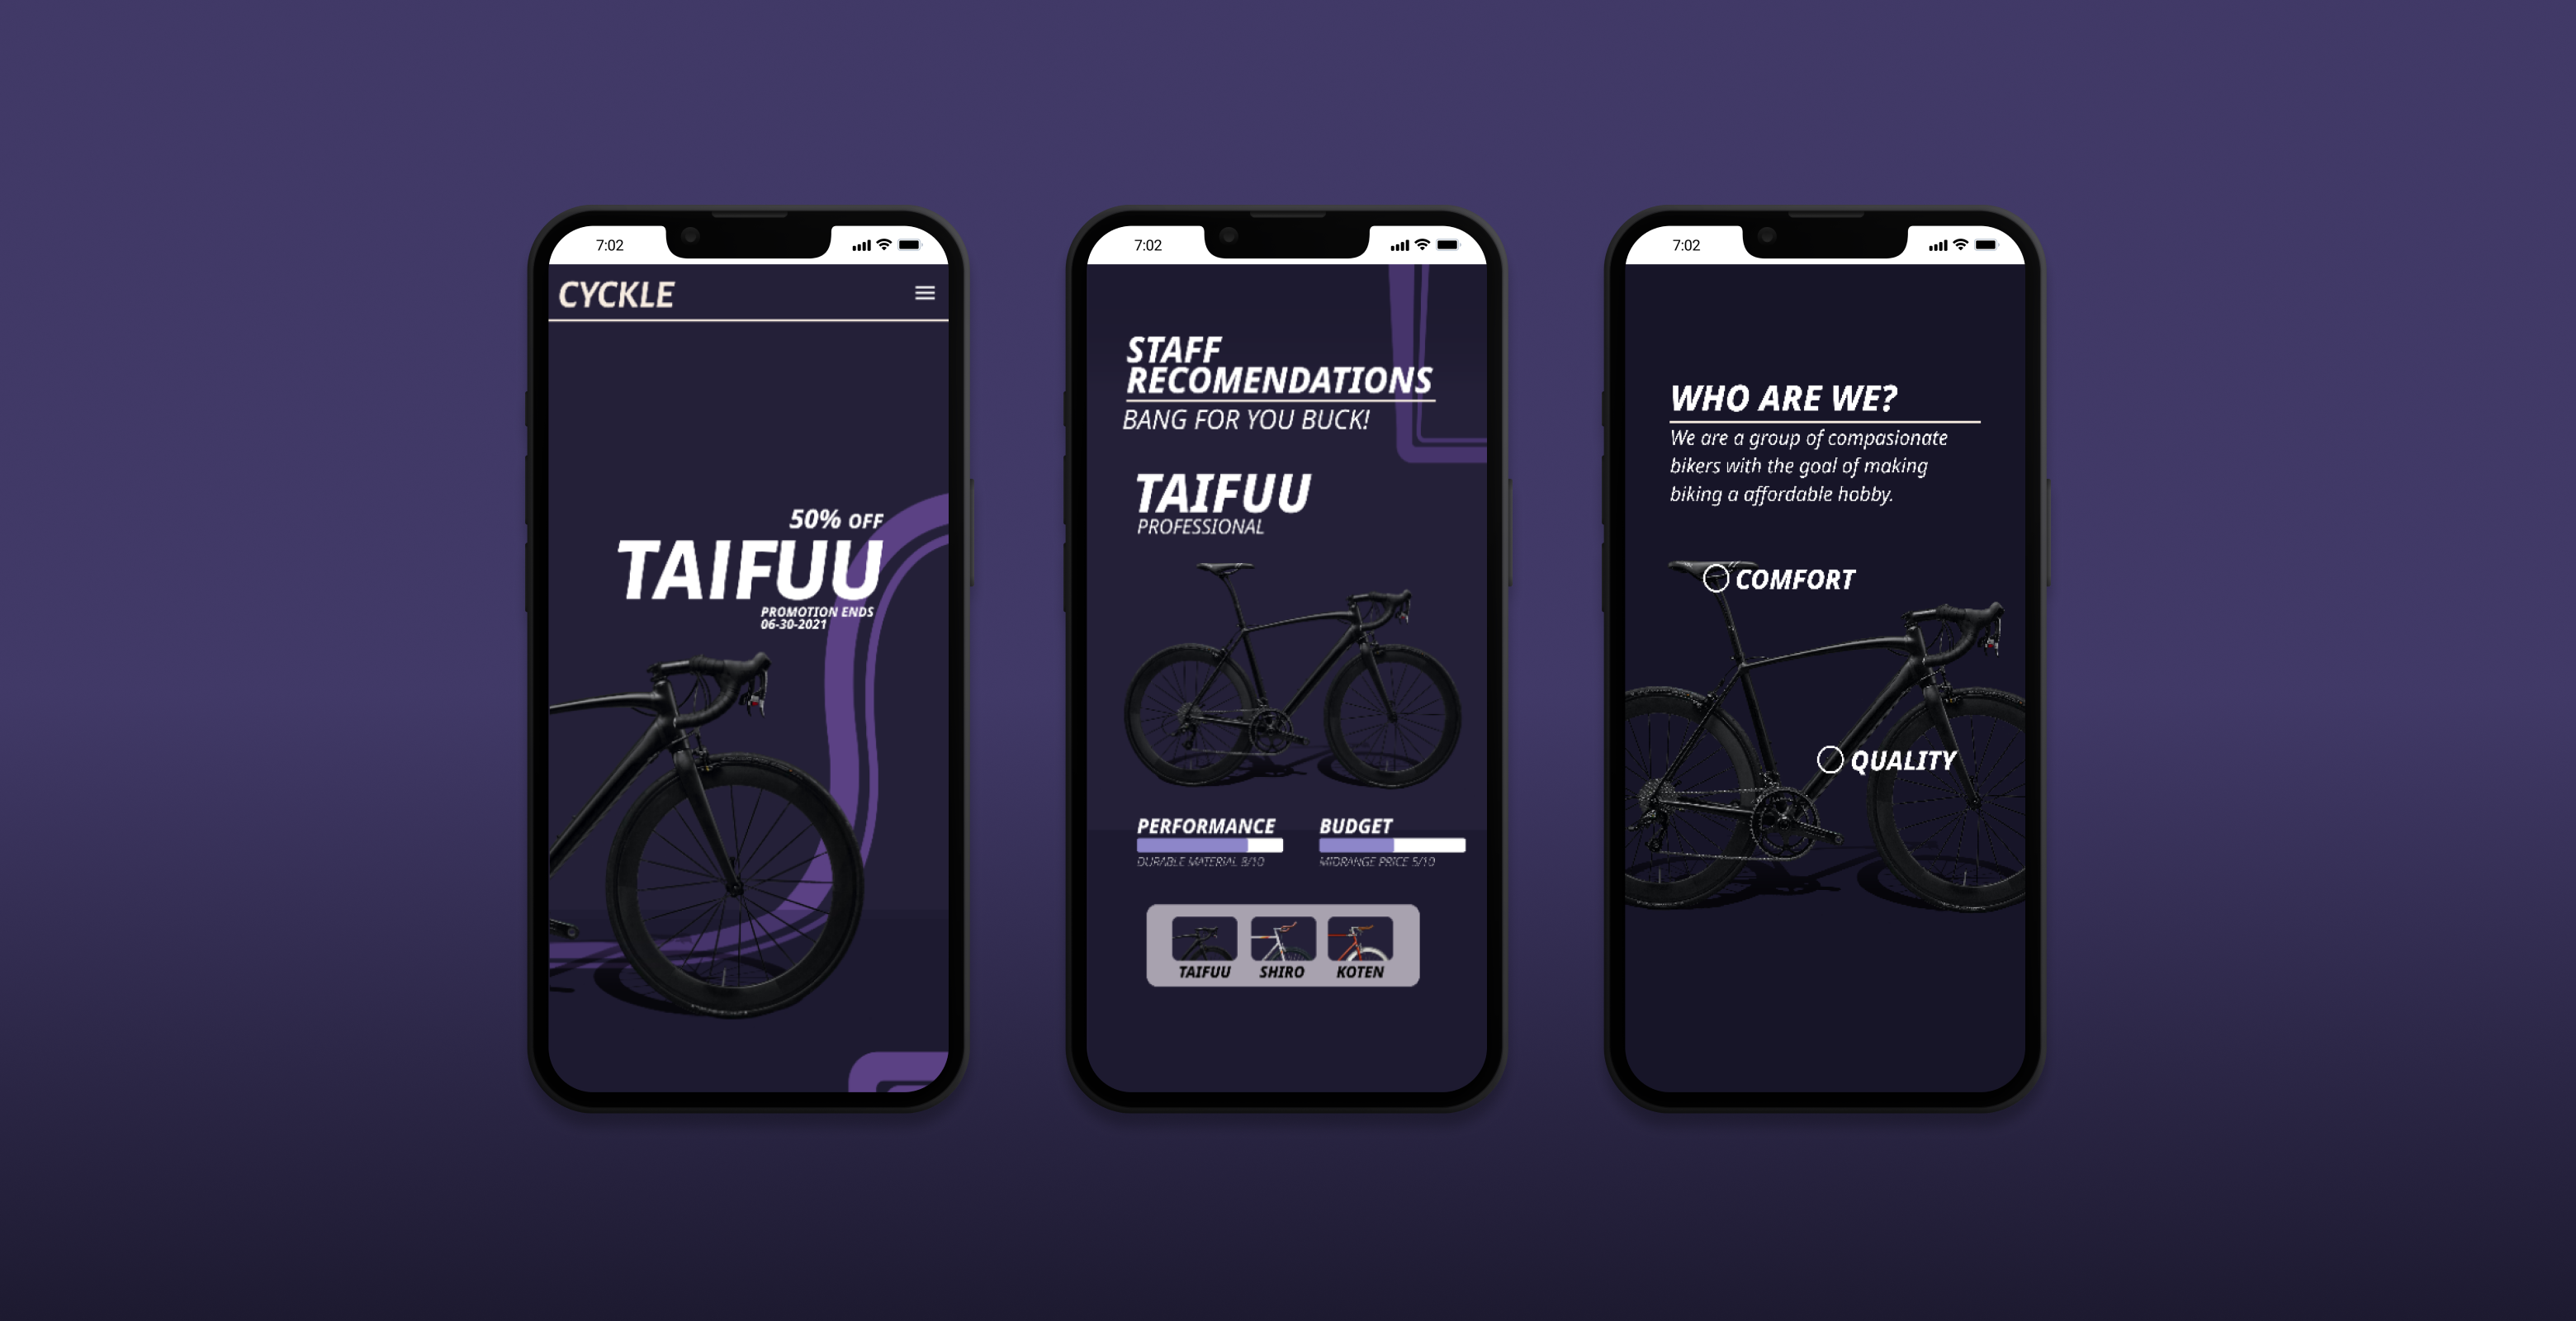 7:02
CYCKLE
50% OFF
TAIFUU
PROMOTION ENDS
06-30-2021
7:02
STAFF
RECOMENDATIONS
BANG FOR YOU BUCK!
TAIFUU
PROFESSIONAL
PERFORMANCE
DURABLE MATERIAL 8/10
BUDGET
MIDRANGE PRICE 5/10
TAIFUU
SHIRO
KOTEN
7:02
WHO ARE WE?
We are a group of compasionate
bikers with the goal of making
biking a affordable hobby.
COMFORT
QUALITY